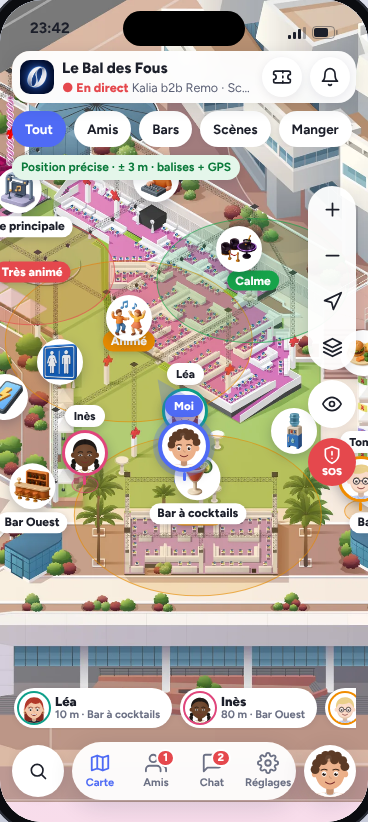 23:42
Le Bal des Fous
En direct Kalia b2b Remo · Sc...
Tout
Amis
Bars
Scènes
Manger
Position précise · ± 3 m · balises + GPS
e principale
Très animé
Calme
Animé
Léa
Moi
Inès
SOS
Tom
Bar à cocktails
Bar Ouest
Ba
Léa
10 m · Bar à cocktails
Inès
80 m · Bar Ouest
1
2
Carte
Amis
Chat
Réglages